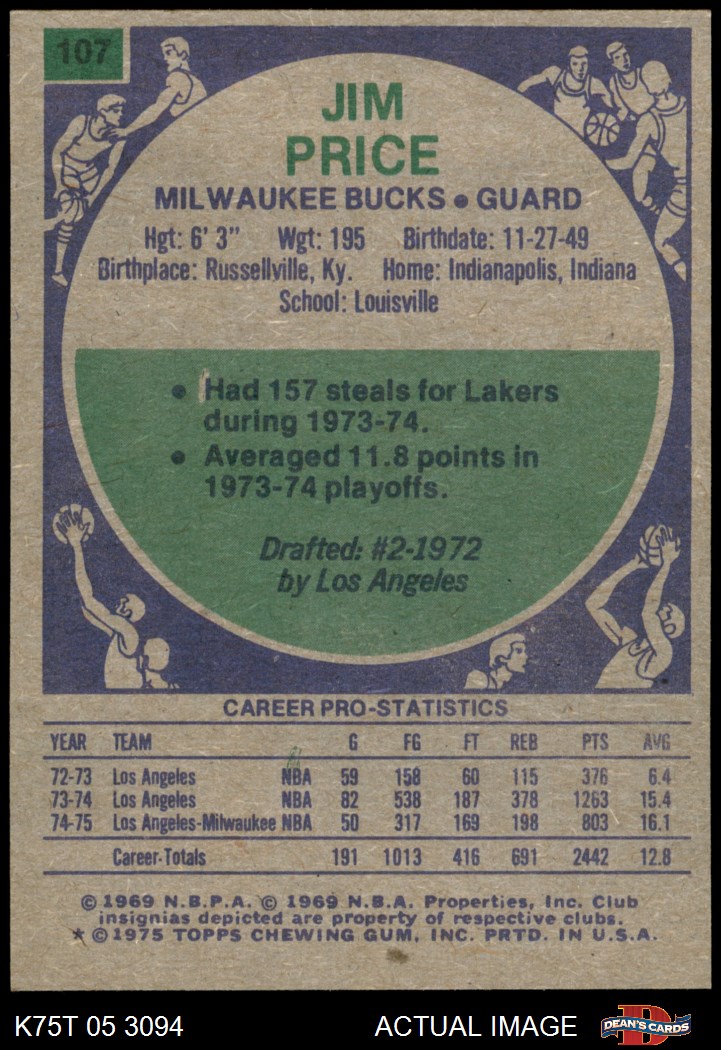 107
JIM
PRICE
MILWAUKEE BUCKS • GUARD
Hgt: 6' 3" Wgt: 195 Birthdate: 11-27-49
Birthplace: Russellville, Ky. Home: Indianapolis, Indiana
School: Louisville
• Had 157 steals for Lakers
during 1973-74.
• Averaged 11.8 points in
1973-74 playoffs.
Drafted: #2-1972
by Los Angeles
CAREER PRO-STATISTICS
YEAR TEAM G FG FT REB PTS AVG
72-73 Los Angeles NBA 59 158 60 115 376 6.4
73-74 Los Angeles NBA 82 538 187 378 1263 15.4
74-75 Los Angeles-Milwaukee NBA 50 317 169 198 803 16.1
Career-Totals 191 1013 416 691 2442 12.8
© 1969 N.B.P.A. © 1969 N.B.A. Properties, Inc. Club
insignias depicted are property of respective clubs.
* © 1975 TOPPS CHEWING GUM, INC. PRTD. IN U.S.A.
K75T 05 3094 ACTUAL IMAGE D DEAN'S CARDS